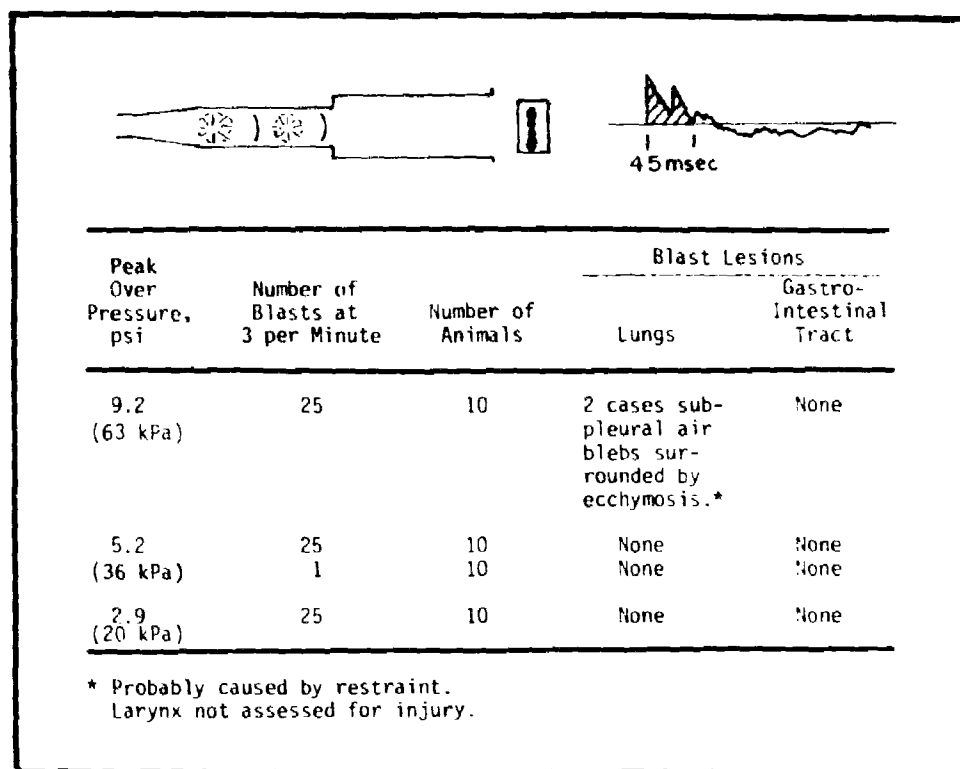 45msec
Blast Lesions
Peak
Over Number of Gastro-
Pressure, Blasts at Number of Intestinal
psi 3 per Minute Animals Lungs Tract
9.2 25 10 2 cases sub- None
(63 kPa) pleural air
blebs sur-
rounded by
ecchymosis.*
5.2 25 10 None None
(36 kPa) 1 10 None None
2.9 25 10 None None
(20 kPa)
* Probably caused by restraint.
Larynx not assessed for injury.